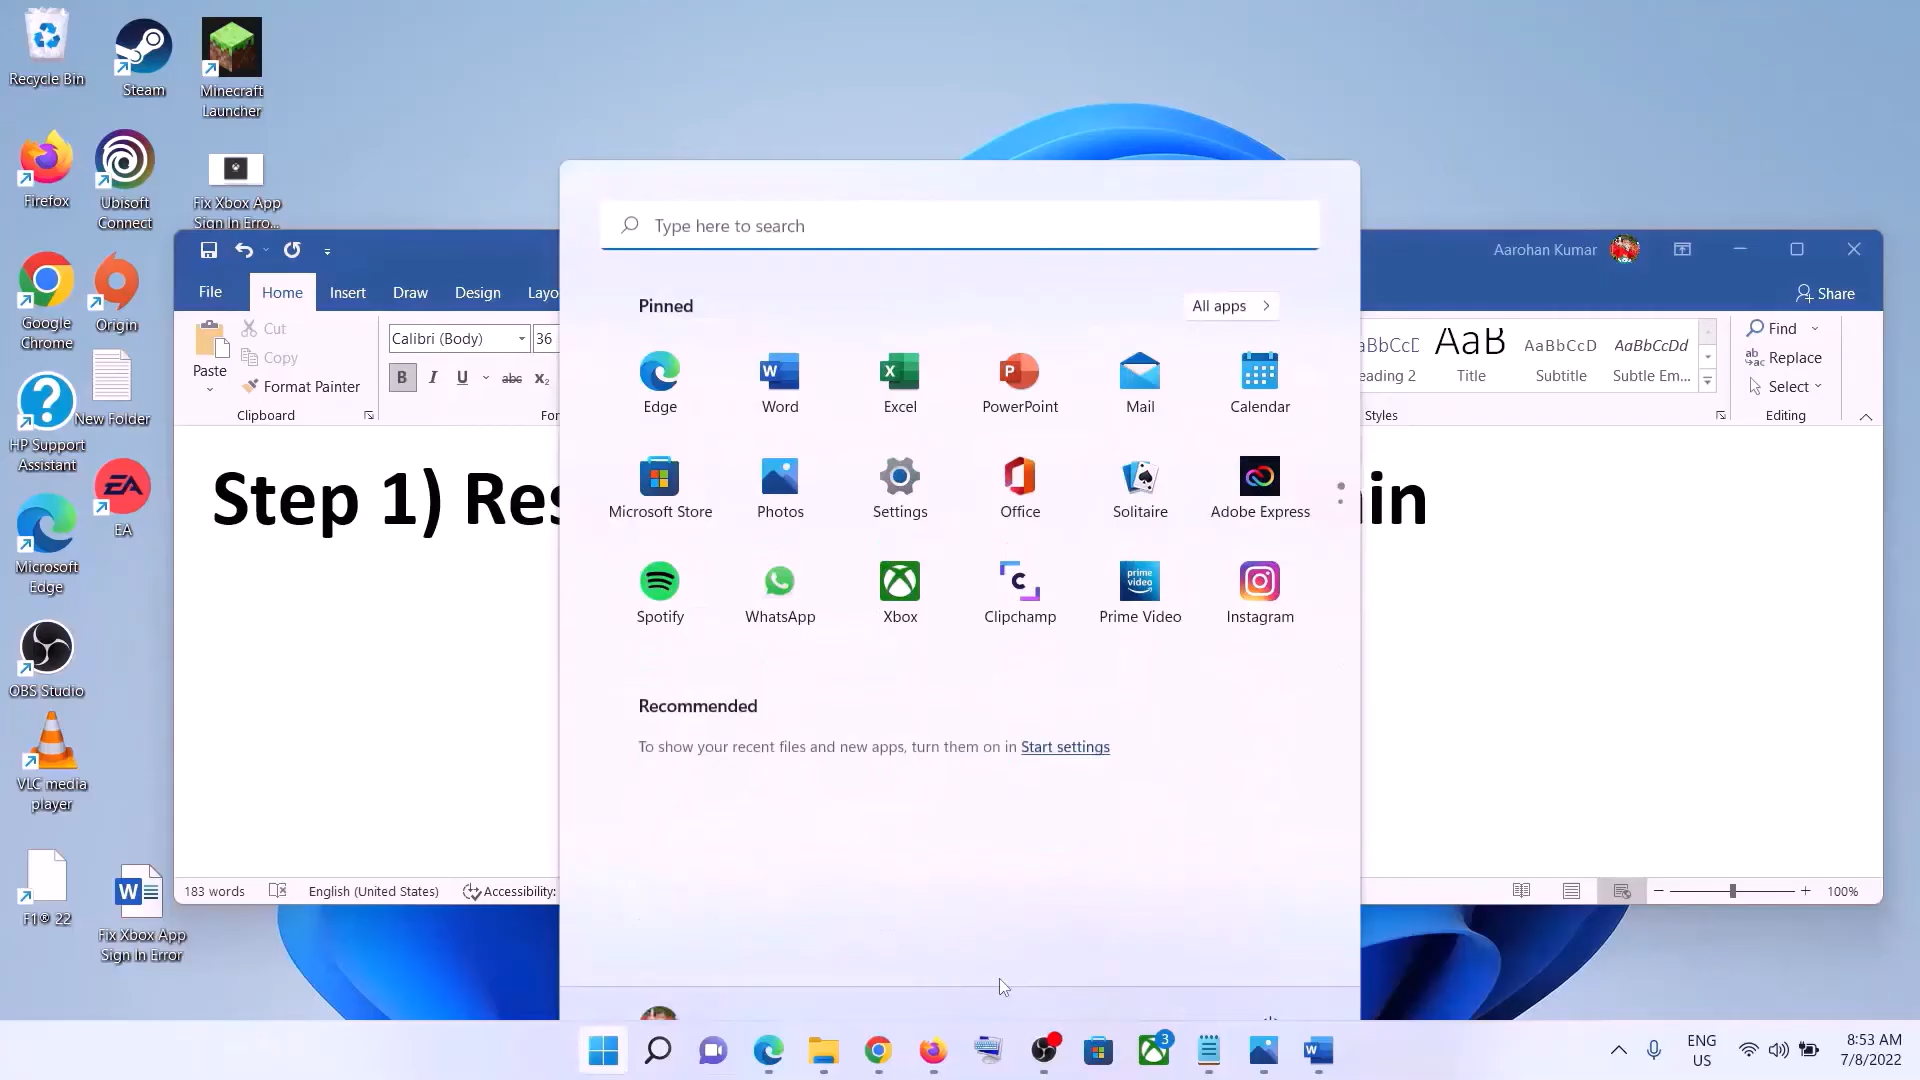 Recycle Bin
Steam
Minecraft
Launcher
Firefox
Ubisoft
Connect
Fix Xbox App
Sign In Erro...
Google
Chrome
Origin
HP Support
Assistant
New Folder
EA
EA
Microsoft
Edge
OBS Studio
VLC media
player
F1® 22
Fix Xbox App
Sign In Error
Aarohan Kumar
File
Home
Insert
Draw
Design
Layo
Share
Paste
Cut
Copy
Format Painter
Clipboard
Calibri (Body)
36
B I U abc x₂
For
aBbCcD
eading 2
AaB
Title
AaBbCcD
Subtitle
AaBbCcDd
Subtle Em...
Styles
Find
Replace
Select
Editing
Step 1) Res
in
183 words
English (United States)
Accessibility:
100%
Type here to search
Pinned
All apps
Edge
Word
Excel
PowerPoint
Mail
Calendar
Microsoft Store
Photos
Settings
Office
Solitaire
Adobe Express
prime
video
Spotify
WhatsApp
Xbox
Clipchamp
Prime Video
Instagram
Recommended
To show your recent files and new apps, turn them on in Start settings
3
ENG
US
8:53 AM
7/8/2022